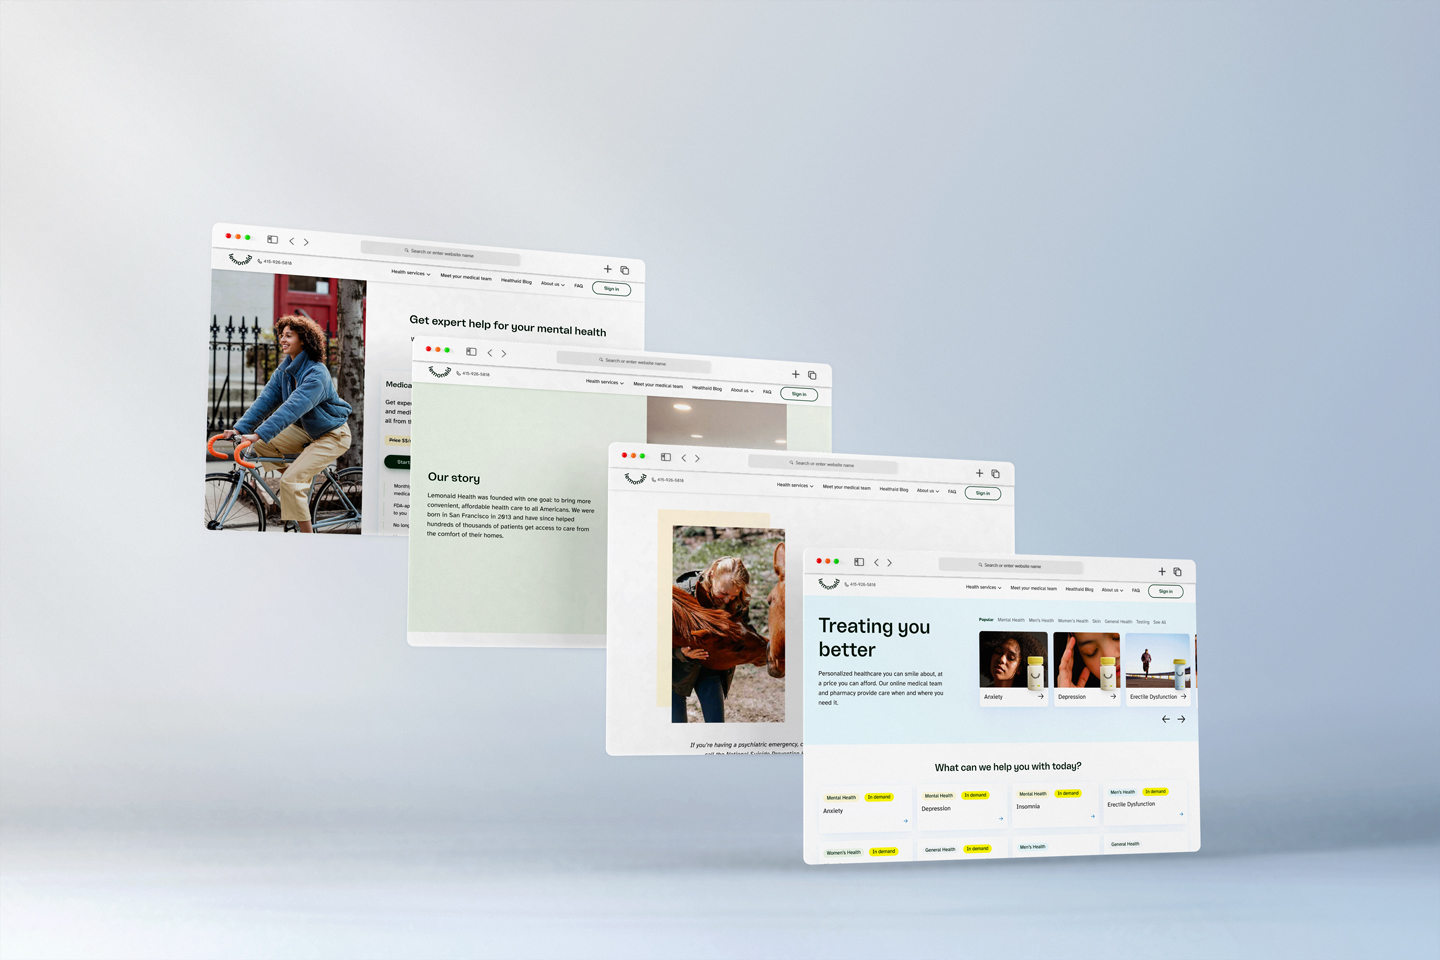 Search or enter website name
lemonaid
415-926-5818
Health services
Meet your medical team
Healthaid Blog
About us
FAQ
Sign in
Get expert help for your mental health
Medica
Get expe
and medi
all from t
Price $5
Start
Month
medica
FDA-ap
to you
No long
Search or enter website name
lemonaid
415-926-5818
Health services
Meet your medical team
Healthaid Blog
About us
FAQ
Sign in
Our story
Lemonaid Health was founded with one goal: to bring more
convenient, affordable health care to all Americans. We were
born in San Francisco in 2013 and have since helped
hundreds of thousands of patients get access to care from
the comfort of their homes.
Search or enter website name
lemonaid
415-926-5818
Health services
Meet your medical team
Healthaid Blog
About us
FAQ
Sign in
If you're having a psychiatric emergency, c
call the National Suicide Prevention
Search or enter website name
lemonaid
415-926-5818
Health services
Meet your medical team
Healthaid Blog
About us
FAQ
Sign in
Treating you
better
Personalized healthcare you can smile about, at
a price you can afford. Our online medical team
and pharmacy provide care when and where you
need it.
Popular Mental Health Men's Health Women's Health Skin General Health Testing See All
Anxiety
Depression
Erectile Dysfunction
What can we help you with today?
Mental Health In demand
Anxiety
Mental Health In demand
Depression
Mental Health In demand
Insomnia
Men's Health In demand
Erectile Dysfunction
Women's Health In demand
General Health In demand
Men's Health
General Health